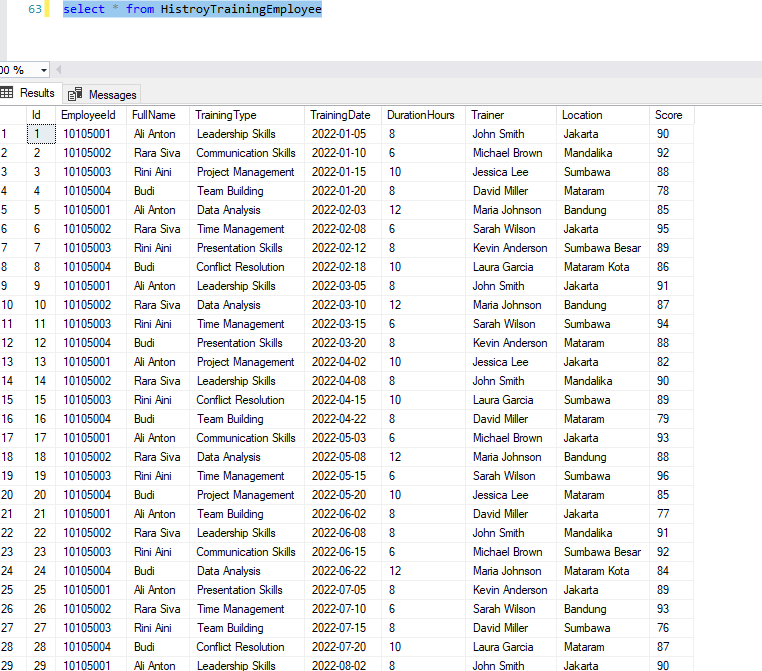 63 select * from HistroyTrainingEmployee
00 %
Results Messages
Id EmployeeId FullName TrainingType TrainingDate DurationHours Trainer Location Score
1 1 10105001 Ali Anton Leadership Skills 2022-01-05 8 John Smith Jakarta 90
2 2 10105002 Rara Siva Communication Skills 2022-01-10 6 Michael Brown Mandalika 92
3 3 10105003 Rini Aini Project Management 2022-01-15 10 Jessica Lee Sumbawa 88
4 4 10105004 Budi Team Building 2022-01-20 8 David Miller Mataram 78
5 5 10105001 Ali Anton Data Analysis 2022-02-03 12 Maria Johnson Bandung 85
6 6 10105002 Rara Siva Time Management 2022-02-08 6 Sarah Wilson Jakarta 95
7 7 10105003 Rini Aini Presentation Skills 2022-02-12 8 Kevin Anderson Sumbawa Besar 89
8 8 10105004 Budi Conflict Resolution 2022-02-18 10 Laura Garcia Mataram Kota 86
9 9 10105001 Ali Anton Leadership Skills 2022-03-05 8 John Smith Jakarta 91
10 10 10105002 Rara Siva Data Analysis 2022-03-10 12 Maria Johnson Bandung 87
11 11 10105003 Rini Aini Time Management 2022-03-15 6 Sarah Wilson Sumbawa 94
12 12 10105004 Budi Presentation Skills 2022-03-20 8 Kevin Anderson Mataram 88
13 13 10105001 Ali Anton Project Management 2022-04-02 10 Jessica Lee Jakarta 82
14 14 10105002 Rara Siva Leadership Skills 2022-04-08 8 John Smith Mandalika 90
15 15 10105003 Rini Aini Conflict Resolution 2022-04-15 10 Laura Garcia Sumbawa 89
16 16 10105004 Budi Team Building 2022-04-22 8 David Miller Mataram 79
17 17 10105001 Ali Anton Communication Skills 2022-05-03 6 Michael Brown Jakarta 93
18 18 10105002 Rara Siva Data Analysis 2022-05-08 12 Maria Johnson Bandung 88
19 19 10105003 Rini Aini Time Management 2022-05-15 6 Sarah Wilson Sumbawa 96
20 20 10105004 Budi Project Management 2022-05-20 10 Jessica Lee Mataram 85
21 21 10105001 Ali Anton Team Building 2022-06-02 8 David Miller Jakarta 77
22 22 10105002 Rara Siva Leadership Skills 2022-06-08 8 John Smith Mandalika 91
23 23 10105003 Rini Aini Communication Skills 2022-06-15 6 Michael Brown Sumbawa Besar 92
24 24 10105004 Budi Data Analysis 2022-06-22 12 Maria Johnson Mataram Kota 84
25 25 10105001 Ali Anton Presentation Skills 2022-07-05 8 Kevin Anderson Jakarta 89
26 26 10105002 Rara Siva Time Management 2022-07-10 6 Sarah Wilson Bandung 93
27 27 10105003 Rini Aini Team Building 2022-07-15 8 David Miller Sumbawa 76
28 28 10105004 Budi Conflict Resolution 2022-07-20 10 Laura Garcia Mataram 87
29 29 10105001 Ali Anton Leadership Skills 2022-08-02 8 John Smith Jakarta 90